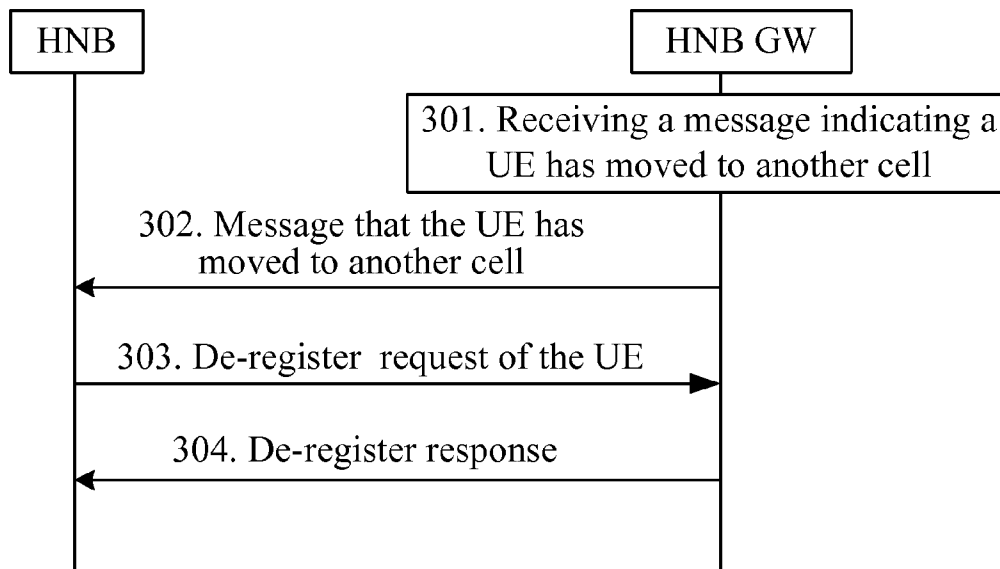 HNB
HNB GW
301. Receiving a message indicating a
UE has moved to another cell
302. Message that the UE has
moved to another cell
303. De-register request of the UE
304. De-register response